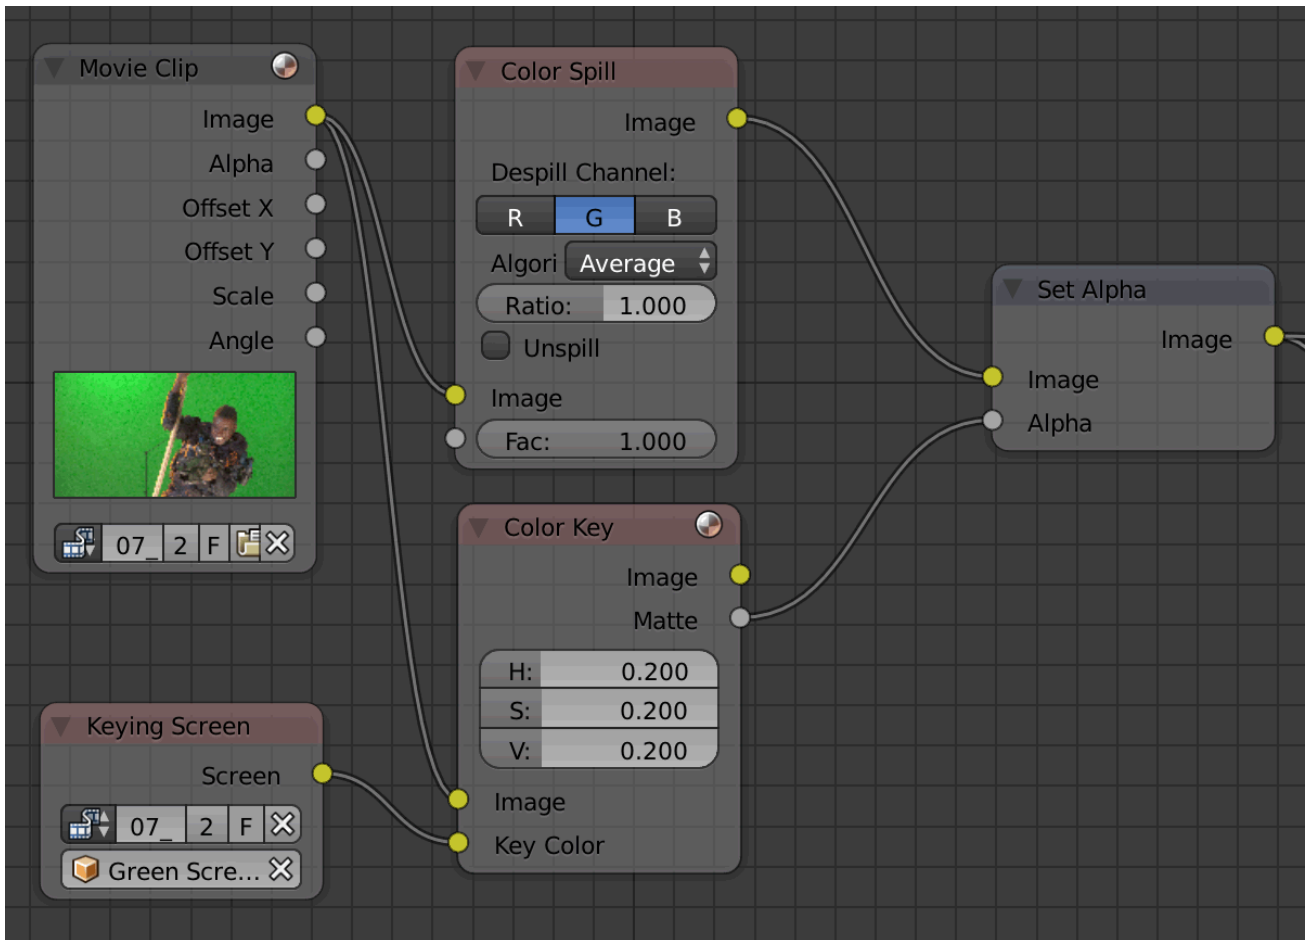 Movie Clip
Image
Alpha
Offset X
Offset Y
Scale
Angle
07_ 2 F
Keying Screen
Screen
07_ 2 F
Green Scre...
Color Spill
Image
Despill Channel:
R G B
Algori Average
Ratio: 1.000
Unspill
Image
Fac: 1.000
Color Key
Image
Matte
H: 0.200
S: 0.200
V: 0.200
Image
Key Color
Set Alpha
Image
Image
Alpha